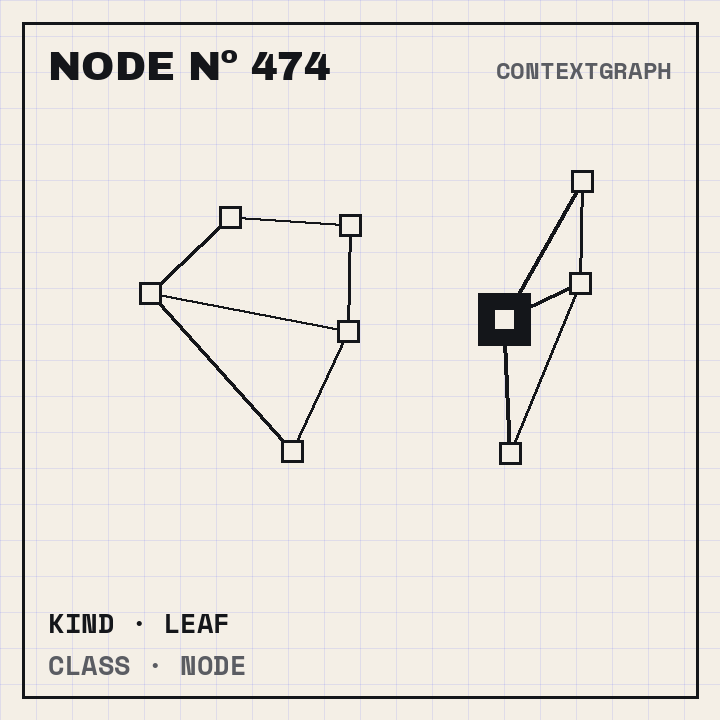 NODE Nº 474
CONTEXTGRAPH
KIND · LEAF
CLASS · NODE